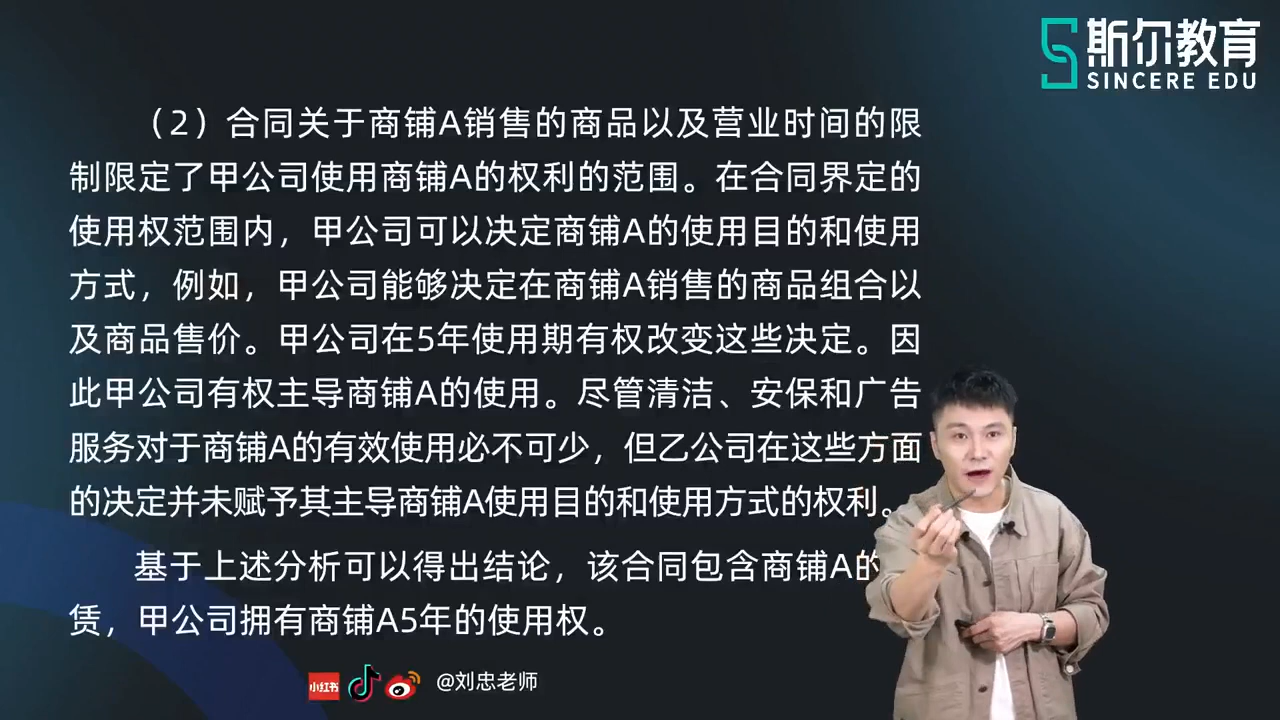 斯尔教育
SINCERE EDU
（2）合同关于商铺A销售的商品以及营业时间的限
制限定了甲公司使用商铺A的权利的范围。在合同界定的
使用权范围内，甲公司可以决定商铺A的使用目的和使用
方式，例如，甲公司能够决定在商铺A销售的商品组合以
及商品售价。甲公司在5年使用期有权改变这些决定。因
此甲公司有权主导商铺A的使用。尽管清洁、安保和广告
服务对于商铺A的有效使用必不可少，但乙公司在这些方面
的决定并未赋予其主导商铺A使用目的和使用方式的权利。
基于上述分析可以得出结论，该合同包含商铺A的
赁，甲公司拥有商铺A5年的使用权。
小红书 @刘忠老师